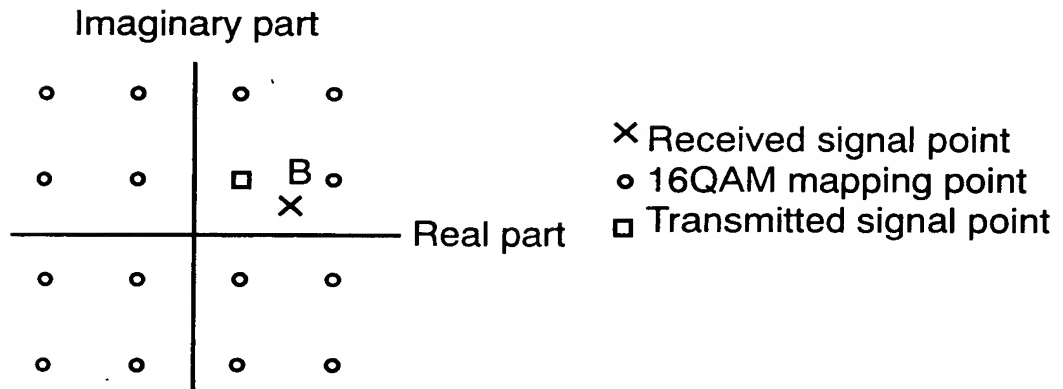 Imaginary part
B
Real part
× Received signal point
o 16QAM mapping point
□ Transmitted signal point